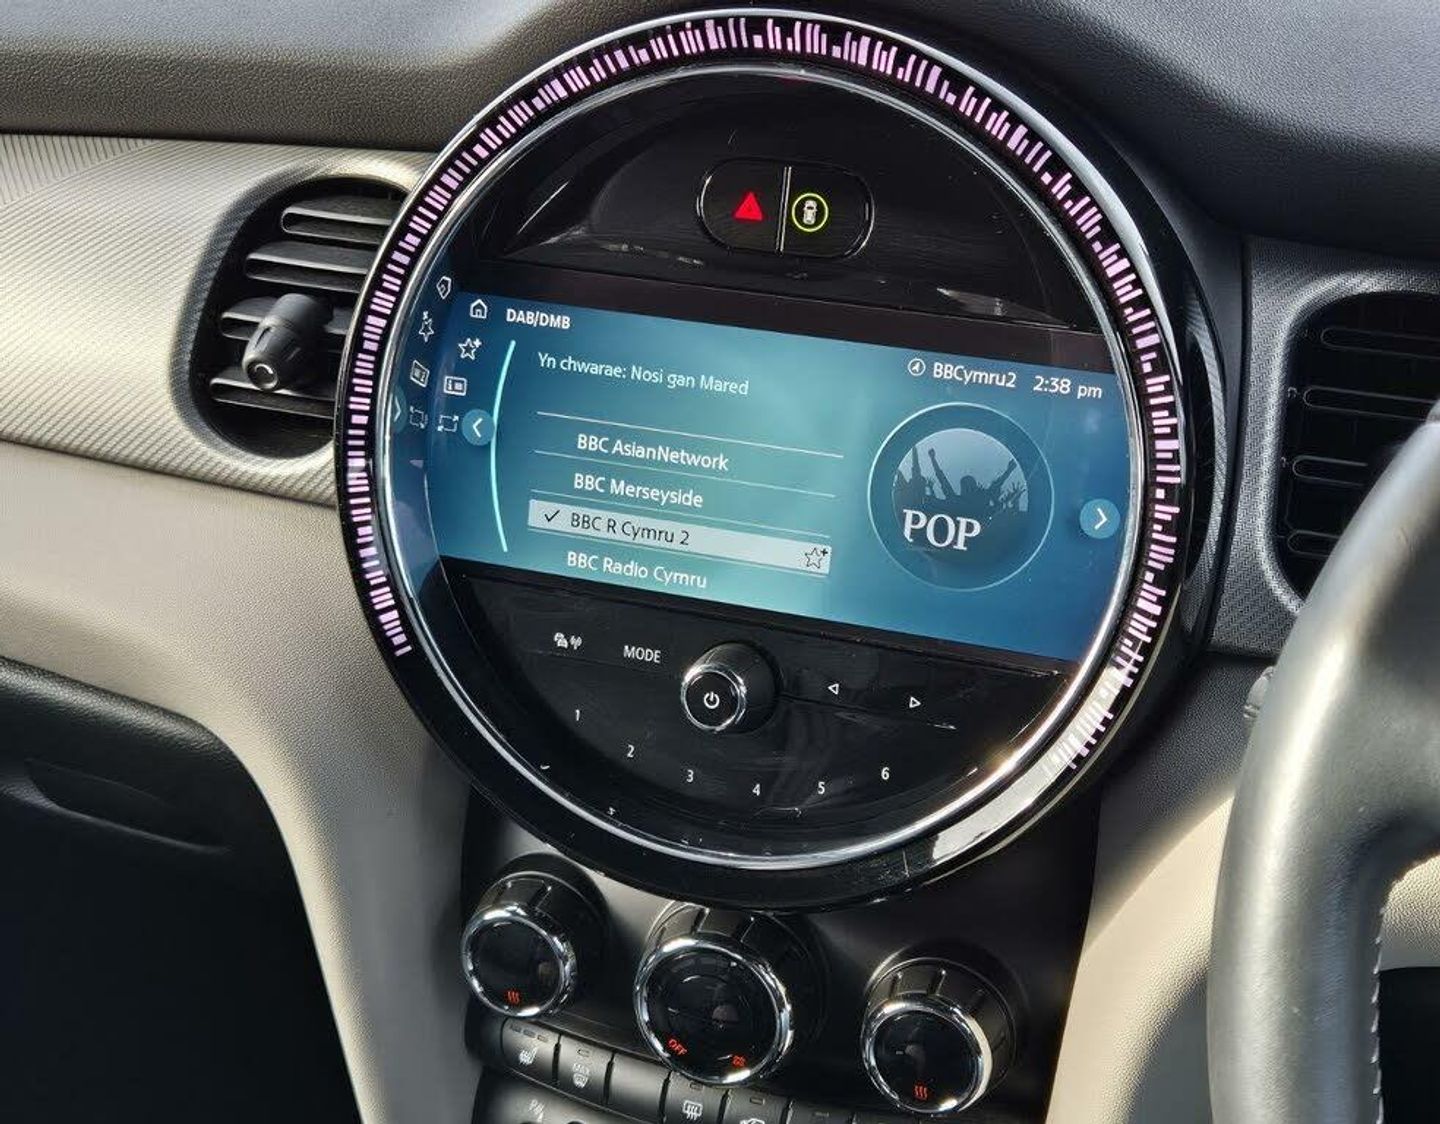 DAB/DMB
BBCymru2 2:38 pm
Yn chwarae: Nosi gan Mared
BBC AsianNetwork
BBC Merseyside
BBC R Cymru 2
BBC Radio Cymru
POP
MODE
1
2
3
4
5
6
OFF
MAX